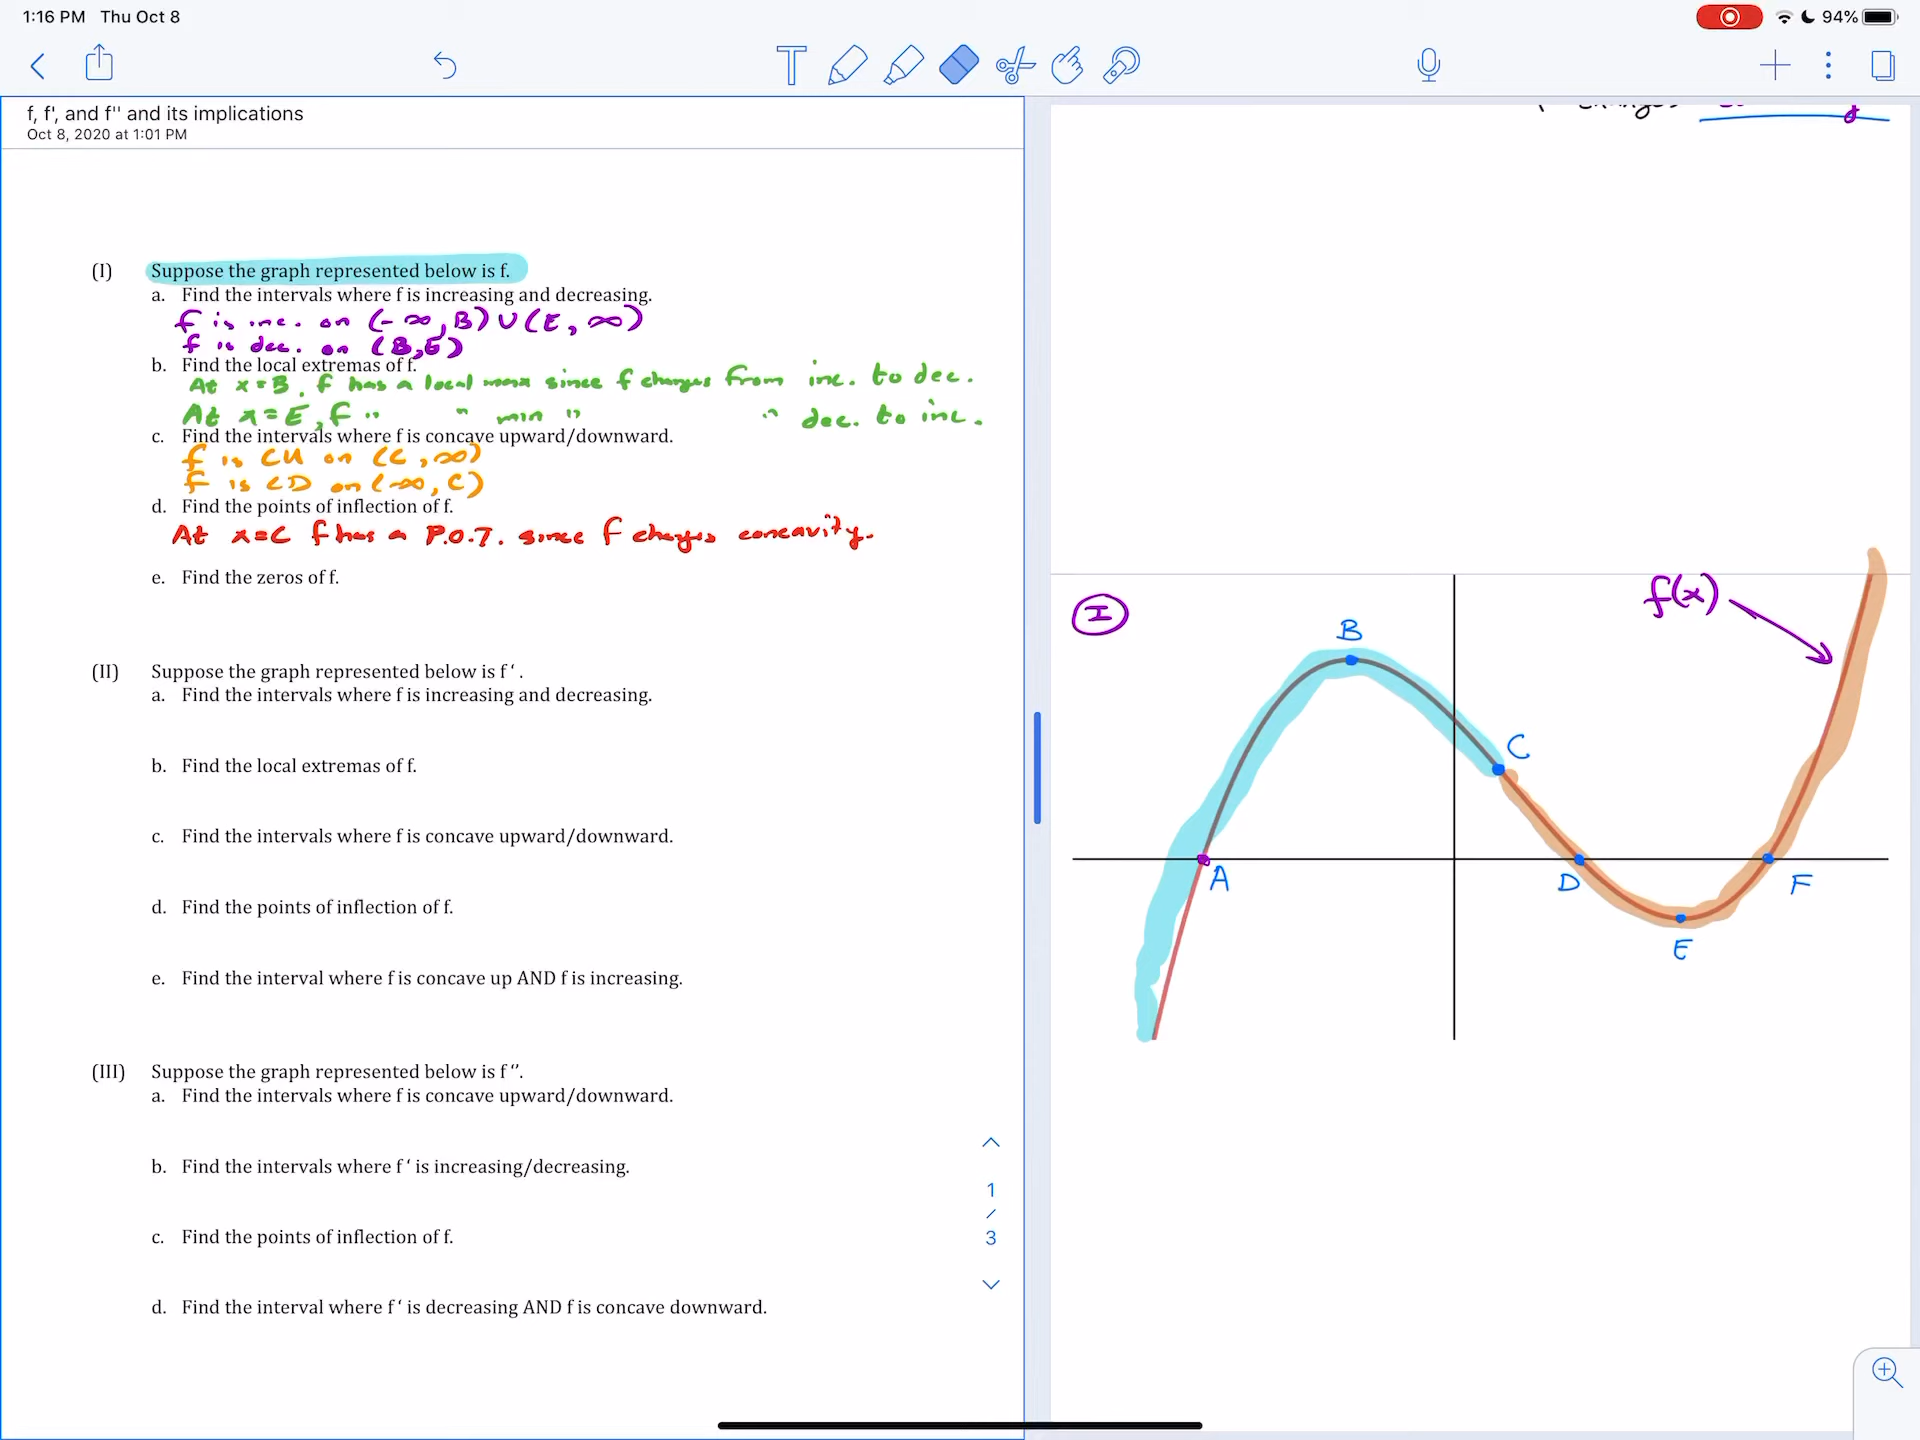 1:16 PM Thu Oct 8
94%
f, f', and f'' and its implications
Oct 8, 2020 at 1:01 PM
(I) Suppose the graph represented below is f.
a. Find the intervals where f is increasing and decreasing.
f is inc. on (-∞, B) ∪ (E, ∞)
f is dec. on (B, E)
b. Find the local extremas of f.
At x=B, f has a local max since f changes from inc. to dec.
At x=E, f " " min " " dec. to inc.
c. Find the intervals where f is concave upward/downward.
f is CU on (C, ∞)
f is CD on (-∞, C)
d. Find the points of inflection of f.
At x=C f has a P.O.I. since f changes concavity.
e. Find the zeros of f.
(II) Suppose the graph represented below is f ‘ .
a. Find the intervals where f is increasing and decreasing.
b. Find the local extremas of f.
c. Find the intervals where f is concave upward/downward.
d. Find the points of inflection of f.
e. Find the interval where f is concave up AND f is increasing.
(III) Suppose the graph represented below is f ‘’.
a. Find the intervals where f is concave upward/downward.
b. Find the intervals where f ‘ is increasing/decreasing.
c. Find the points of inflection of f.
d. Find the interval where f ‘ is decreasing AND f is concave downward.
1
/
3
I
f(x)
B
C
A
D
F
E